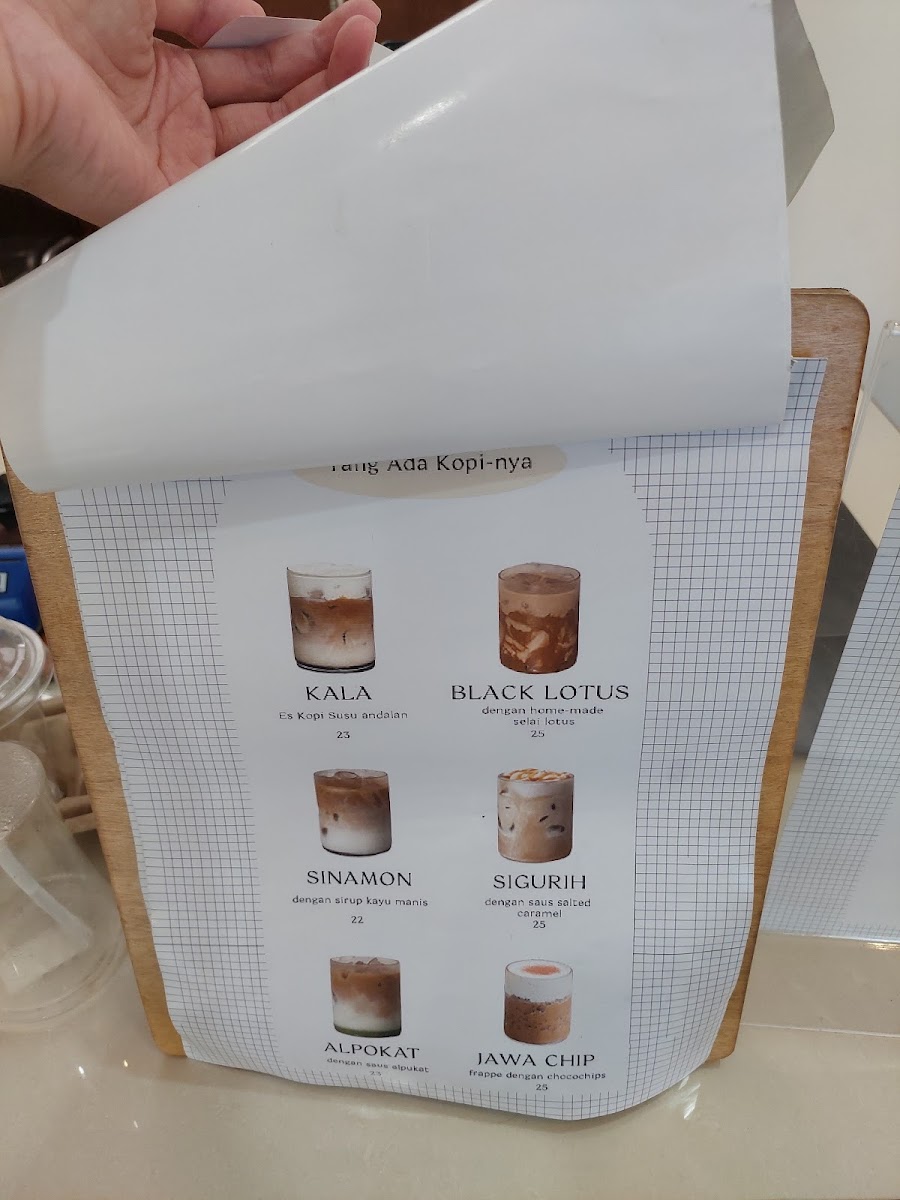 Yang Ada Kopi-nya
KALA
Es Kopi Susu andalan
23
BLACK LOTUS
dengan home-made
selai lotus
25
SINAMON
dengan sirup kayu manis
22
SIGURIH
dengan saus salted
caramel
25
ALPOKAT
dengan saus alpukat
23
JAWA CHIP
frappe dengan chocochips
25